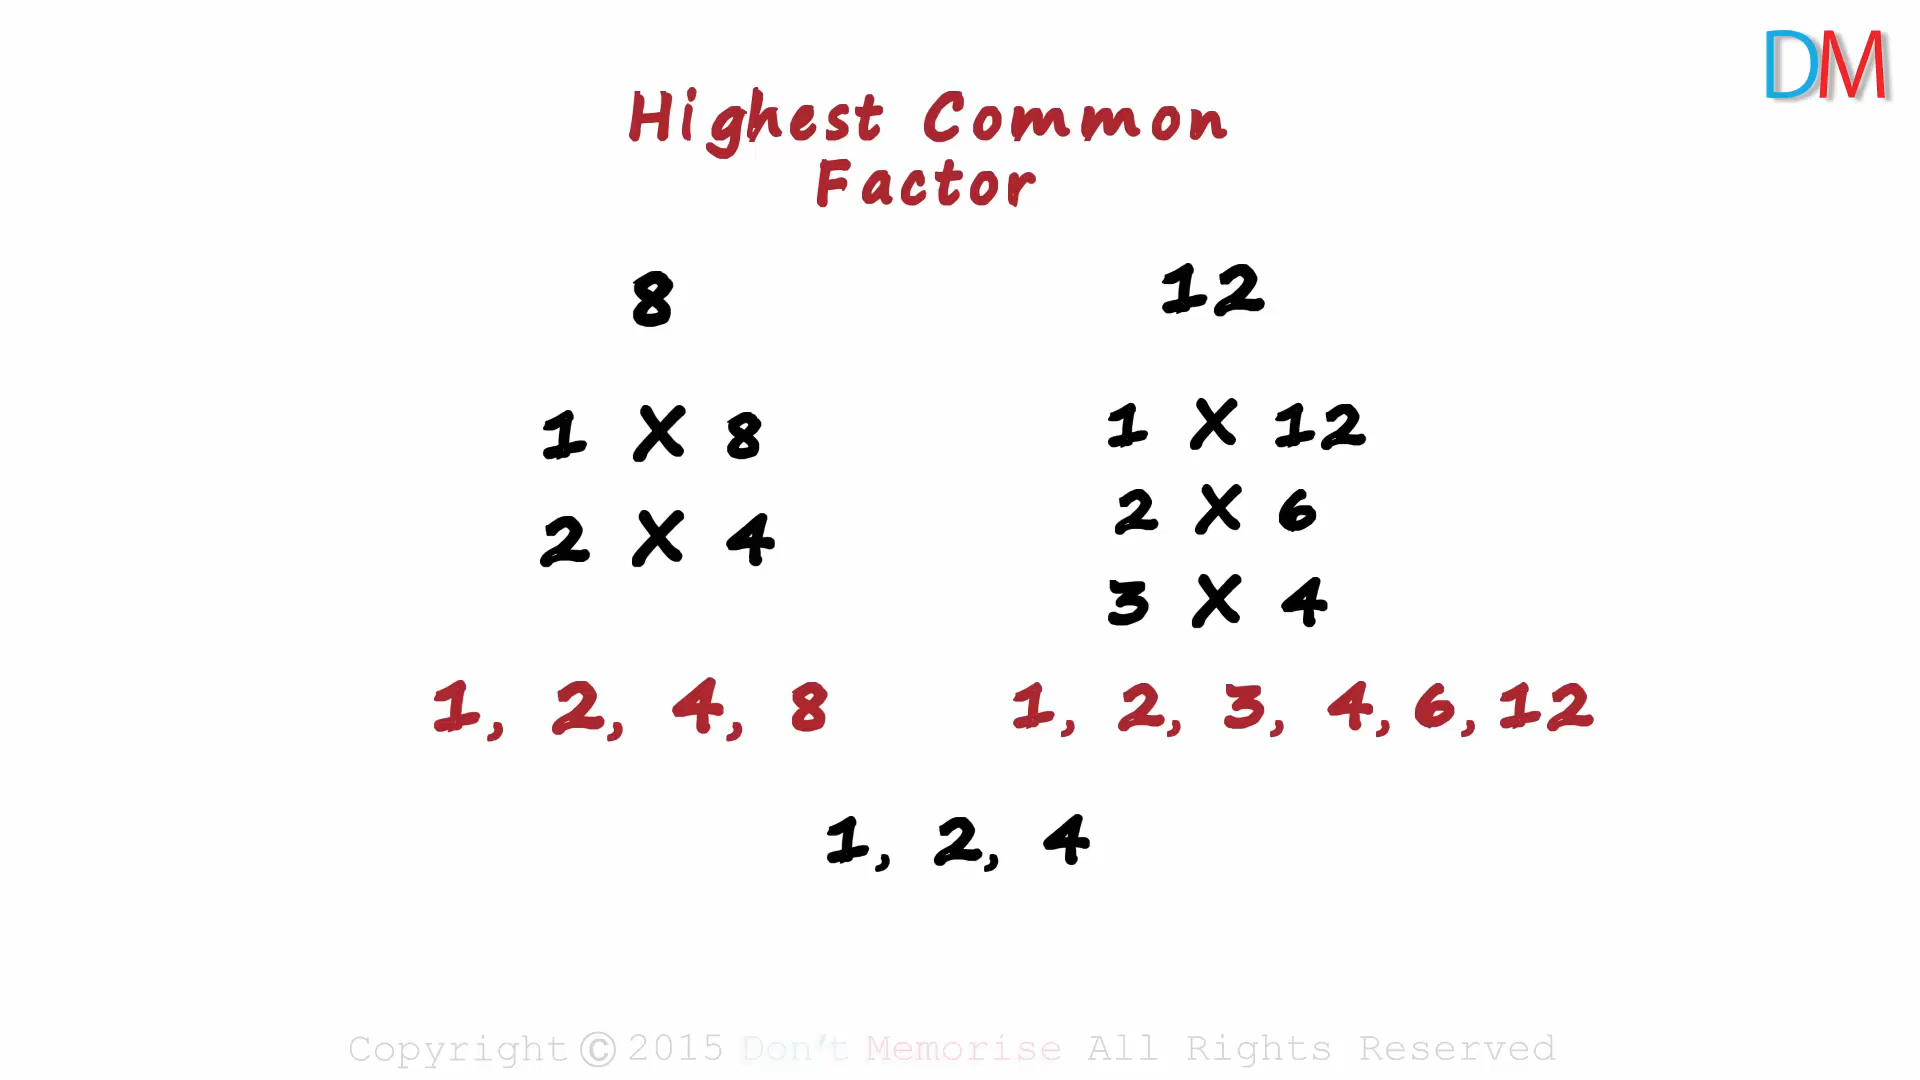 DM
Highest Common
Factor
8 12
1 X 8 1 X 12
2 X 4 2 X 6
3 X 4
1, 2, 4, 8 1, 2, 3, 4, 6, 12
1, 2, 4
Copyright © 2015 Don't Memorise All Rights Reserved